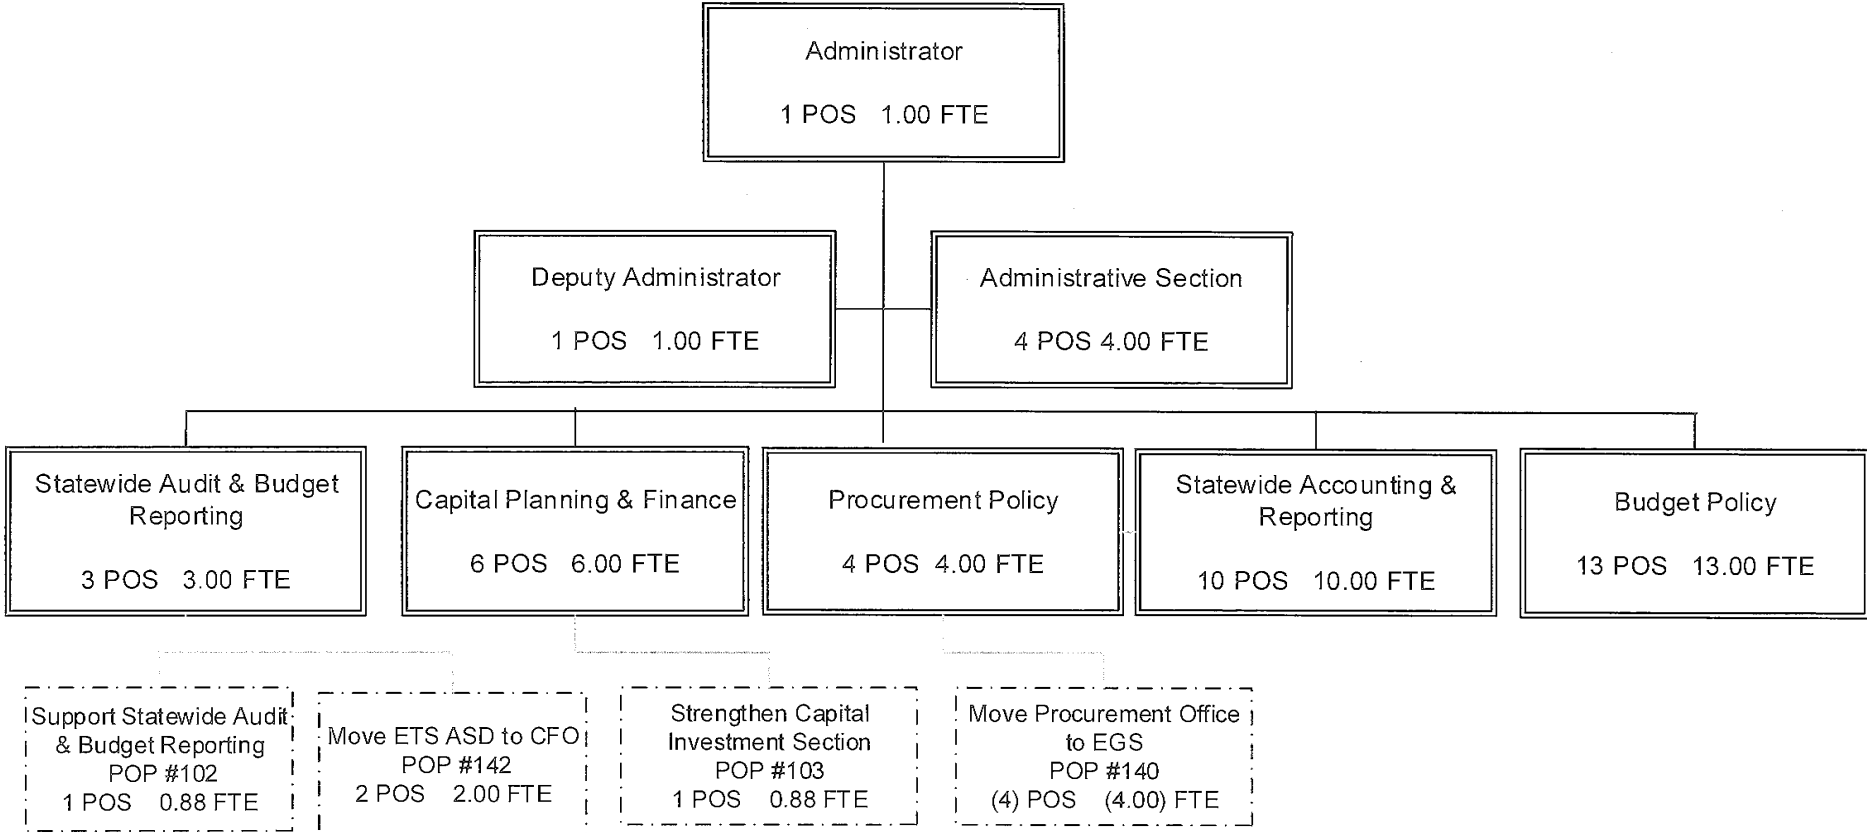 Administrator
1 POS 1.00 FTE
Deputy Administrator
1 POS 1.00 FTE
Administrative Section
4 POS 4.00 FTE
Statewide Audit & Budget
Reporting
3 POS 3.00 FTE
Capital Planning & Finance
6 POS 6.00 FTE
Procurement Policy
4 POS 4.00 FTE
Statewide Accounting &
Reporting
10 POS 10.00 FTE
Budget Policy
13 POS 13.00 FTE
Support Statewide Audit
& Budget Reporting
POP #102
1 POS 0.88 FTE
Move ETS ASD to CFO
POP #142
2 POS 2.00 FTE
Strengthen Capital
Investment Section
POP #103
1 POS 0.88 FTE
Move Procurement Office
to EGS
POP #140
(4) POS (4.00) FTE